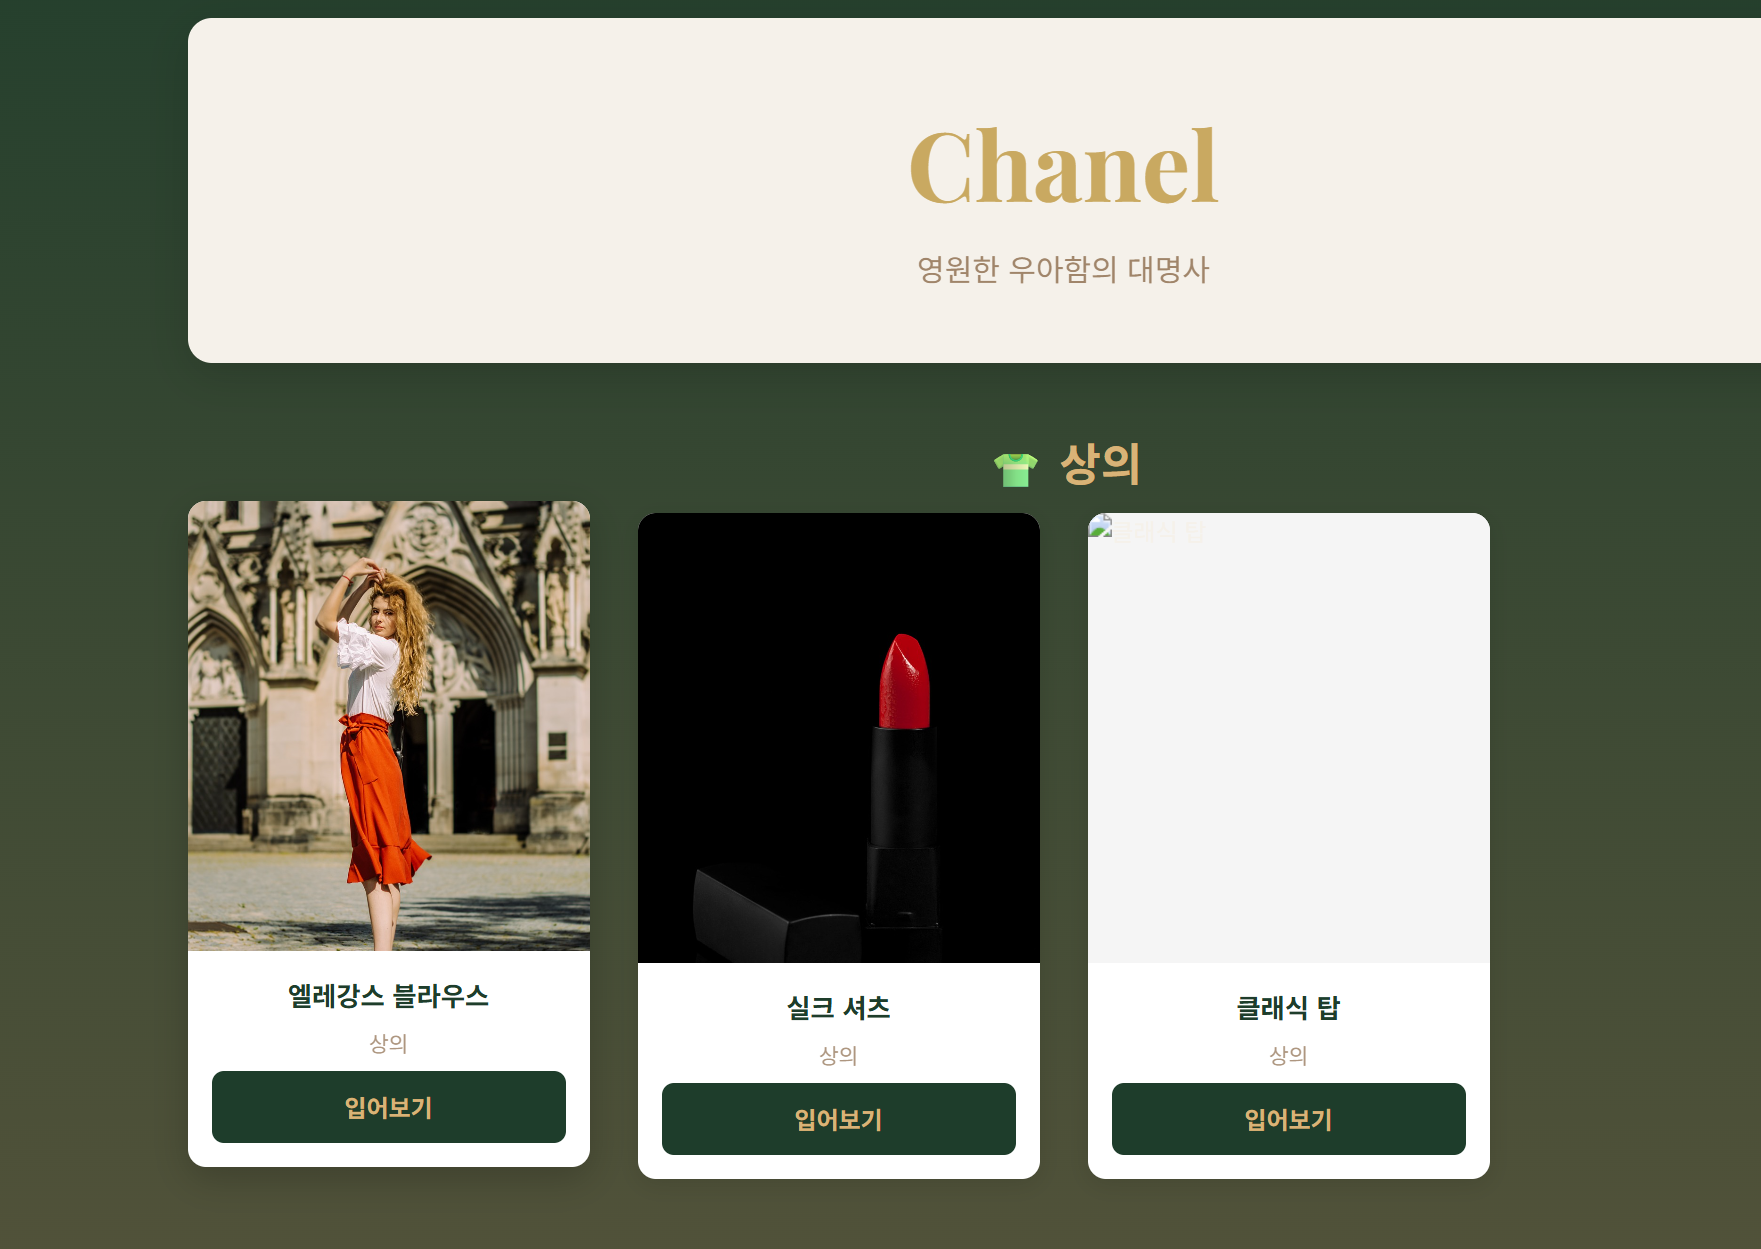 Chanel
영원한 우아함의 대명사
상의
클래식 탑
엘레강스 블라우스
상의
입어보기
실크 셔츠
상의
입어보기
클래식 탑
상의
입어보기